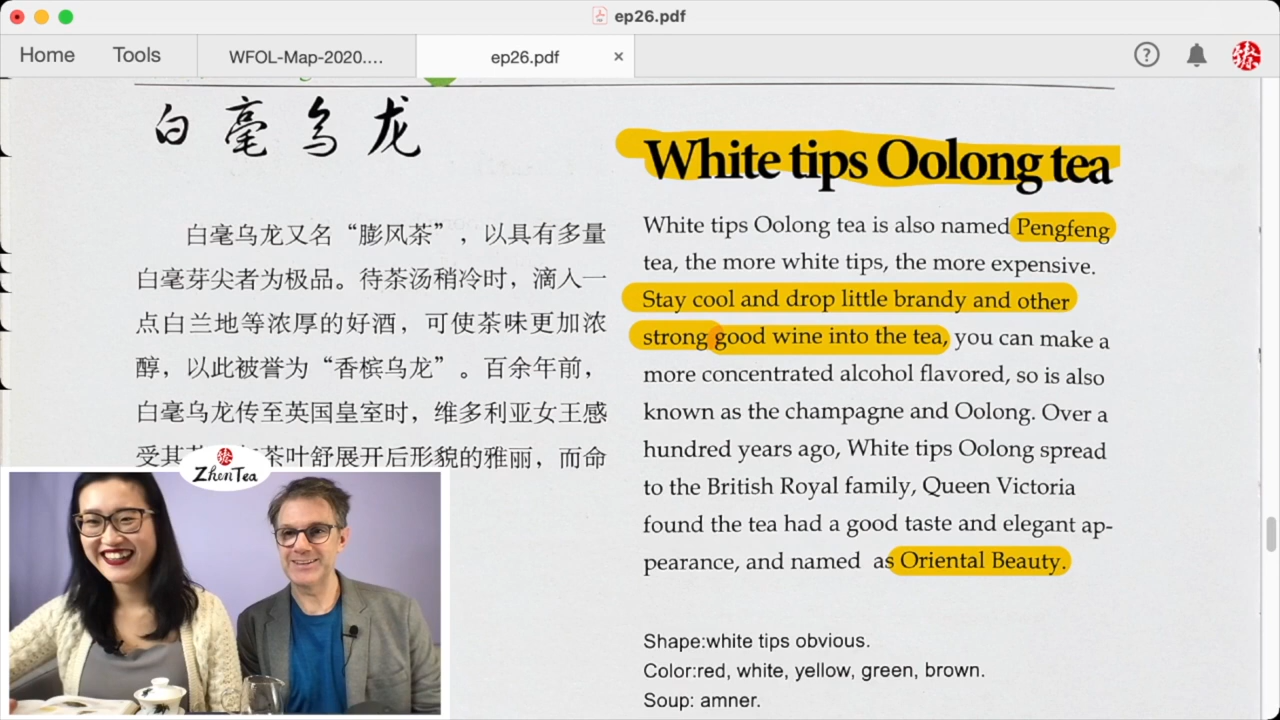 ep26.pdf
Home
Tools
WFOL-Map-2020....
ep26.pdf
×
?
白毫乌龙
白毫乌龙又名“膨风茶”，以具有多量
白毫芽尖者为极品。待茶汤稍冷时，滴入一
点白兰地等浓厚的好酒，可使茶味更加浓
醇，以此被誉为“香槟乌龙”。百余年前，
白毫乌龙传至英国皇室时，维多利亚女王感
受其 茶叶舒展开后形貌的雅丽，而命
White tips Oolong tea
White tips Oolong tea is also named Pengfeng
tea, the more white tips, the more expensive.
Stay cool and drop little brandy and other
strong good wine into the tea, you can make a
more concentrated alcohol flavored, so is also
known as the champagne and Oolong. Over a
hundred years ago, White tips Oolong spread
to the British Royal family, Queen Victoria
found the tea had a good taste and elegant ap-
pearance, and named as Oriental Beauty.
Shape:white tips obvious.
Color:red, white, yellow, green, brown.
Soup: amner.
ZhenTea